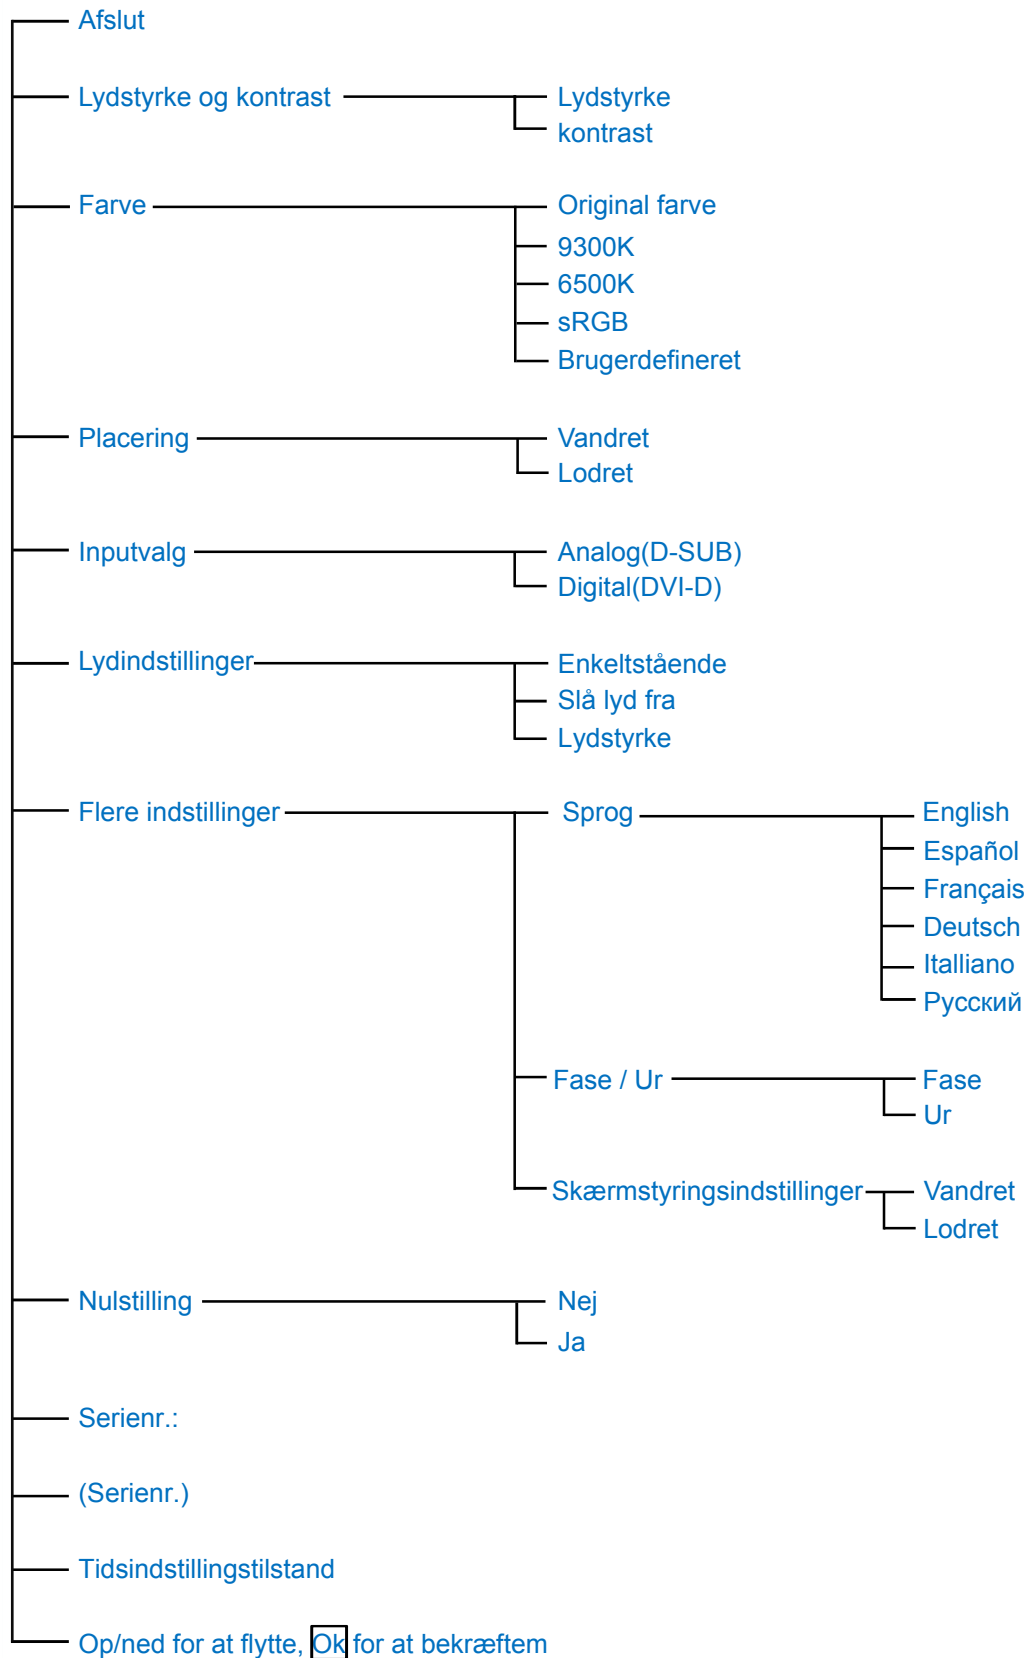 Afslut
Lydstyrke og kontrast
Lydstyrke
kontrast
Farve
Original farve
9300K
6500K
sRGB
Brugerdefineret
Placering
Vandret
Lodret
Inputvalg
Analog(D-SUB)
Digital(DVI-D)
Lydindstillinger
Enkeltstående
Slå lyd fra
Lydstyrke
Flere indstillinger
Sprog
English
Español
Français
Deutsch
Italliano
Русский
Fase / Ur
Fase
Ur
Skærmstyringsindstillinger
Vandret
Lodret
Nulstilling
Nej
Ja
Serienr.:
(Serienr.)
Tidsindstillingstilstand
Op/ned for at flytte, Ok for at bekræftem